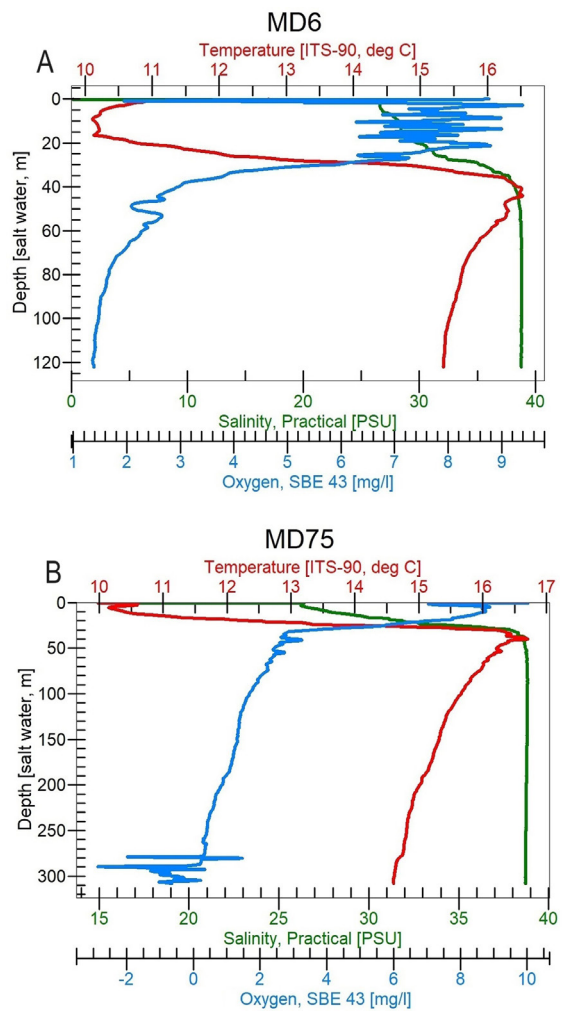 MD6
A
Temperature [ITS-90, deg C]
10 11 12 13 14 15 16
Depth [salt water, m]
0
20
40
60
80
100
120
0 10 20 30 40
Salinity, Practical [PSU]
1 2 3 4 5 6 7 8 9
Oxygen, SBE 43 [mg/l]
MD75
B
Temperature [ITS-90, deg C]
10 11 12 13 14 15 16 17
Depth [salt water, m]
0
50
100
150
200
250
300
15 20 25 30 35 40
Salinity, Practical [PSU]
-2 0 2 4 6 8 10
Oxygen, SBE 43 [mg/l]